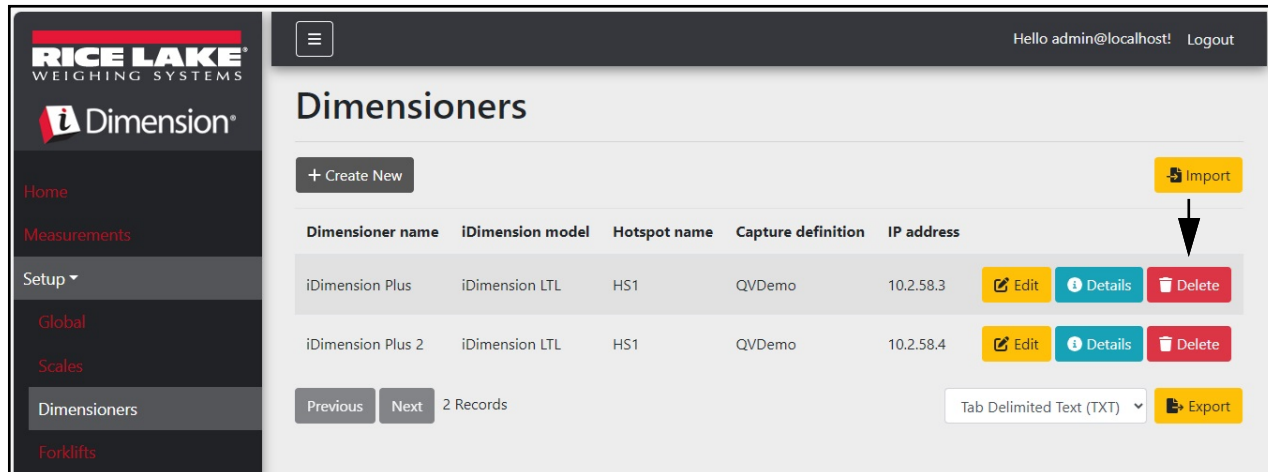 RICE LAKE®
WEIGHING SYSTEMS
i Dimension®
Home
Measurements
Setup
Global
Scales
Dimensioners
Forklifts
Hello admin@localhost! Logout
Dimensioners
+ Create New
Import
Dimensioner name iDimension model Hotspot name Capture definition IP address
iDimension Plus iDimension LTL HS1 QVDemo 10.2.58.3 Edit Details Delete
iDimension Plus 2 iDimension LTL HS1 QVDemo 10.2.58.4 Edit Details Delete
Previous Next 2 Records Tab Delimited Text (TXT) Export